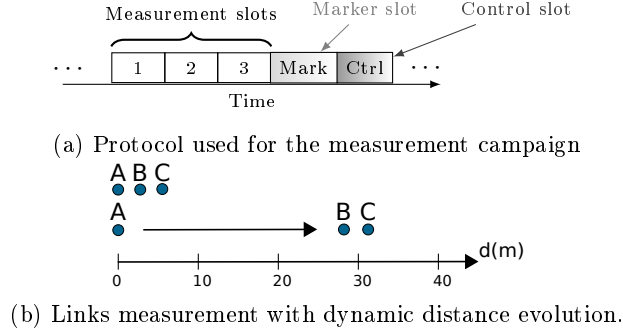 Measurement slots Marker slot Control slot
... 1 2 3 Mark Ctrl ...
Time
(a) Protocol used for the measurement campaign
A B C
A B C
d(m)
0 10 20 30 40
(b) Links measurement with dynamic distance evolution.